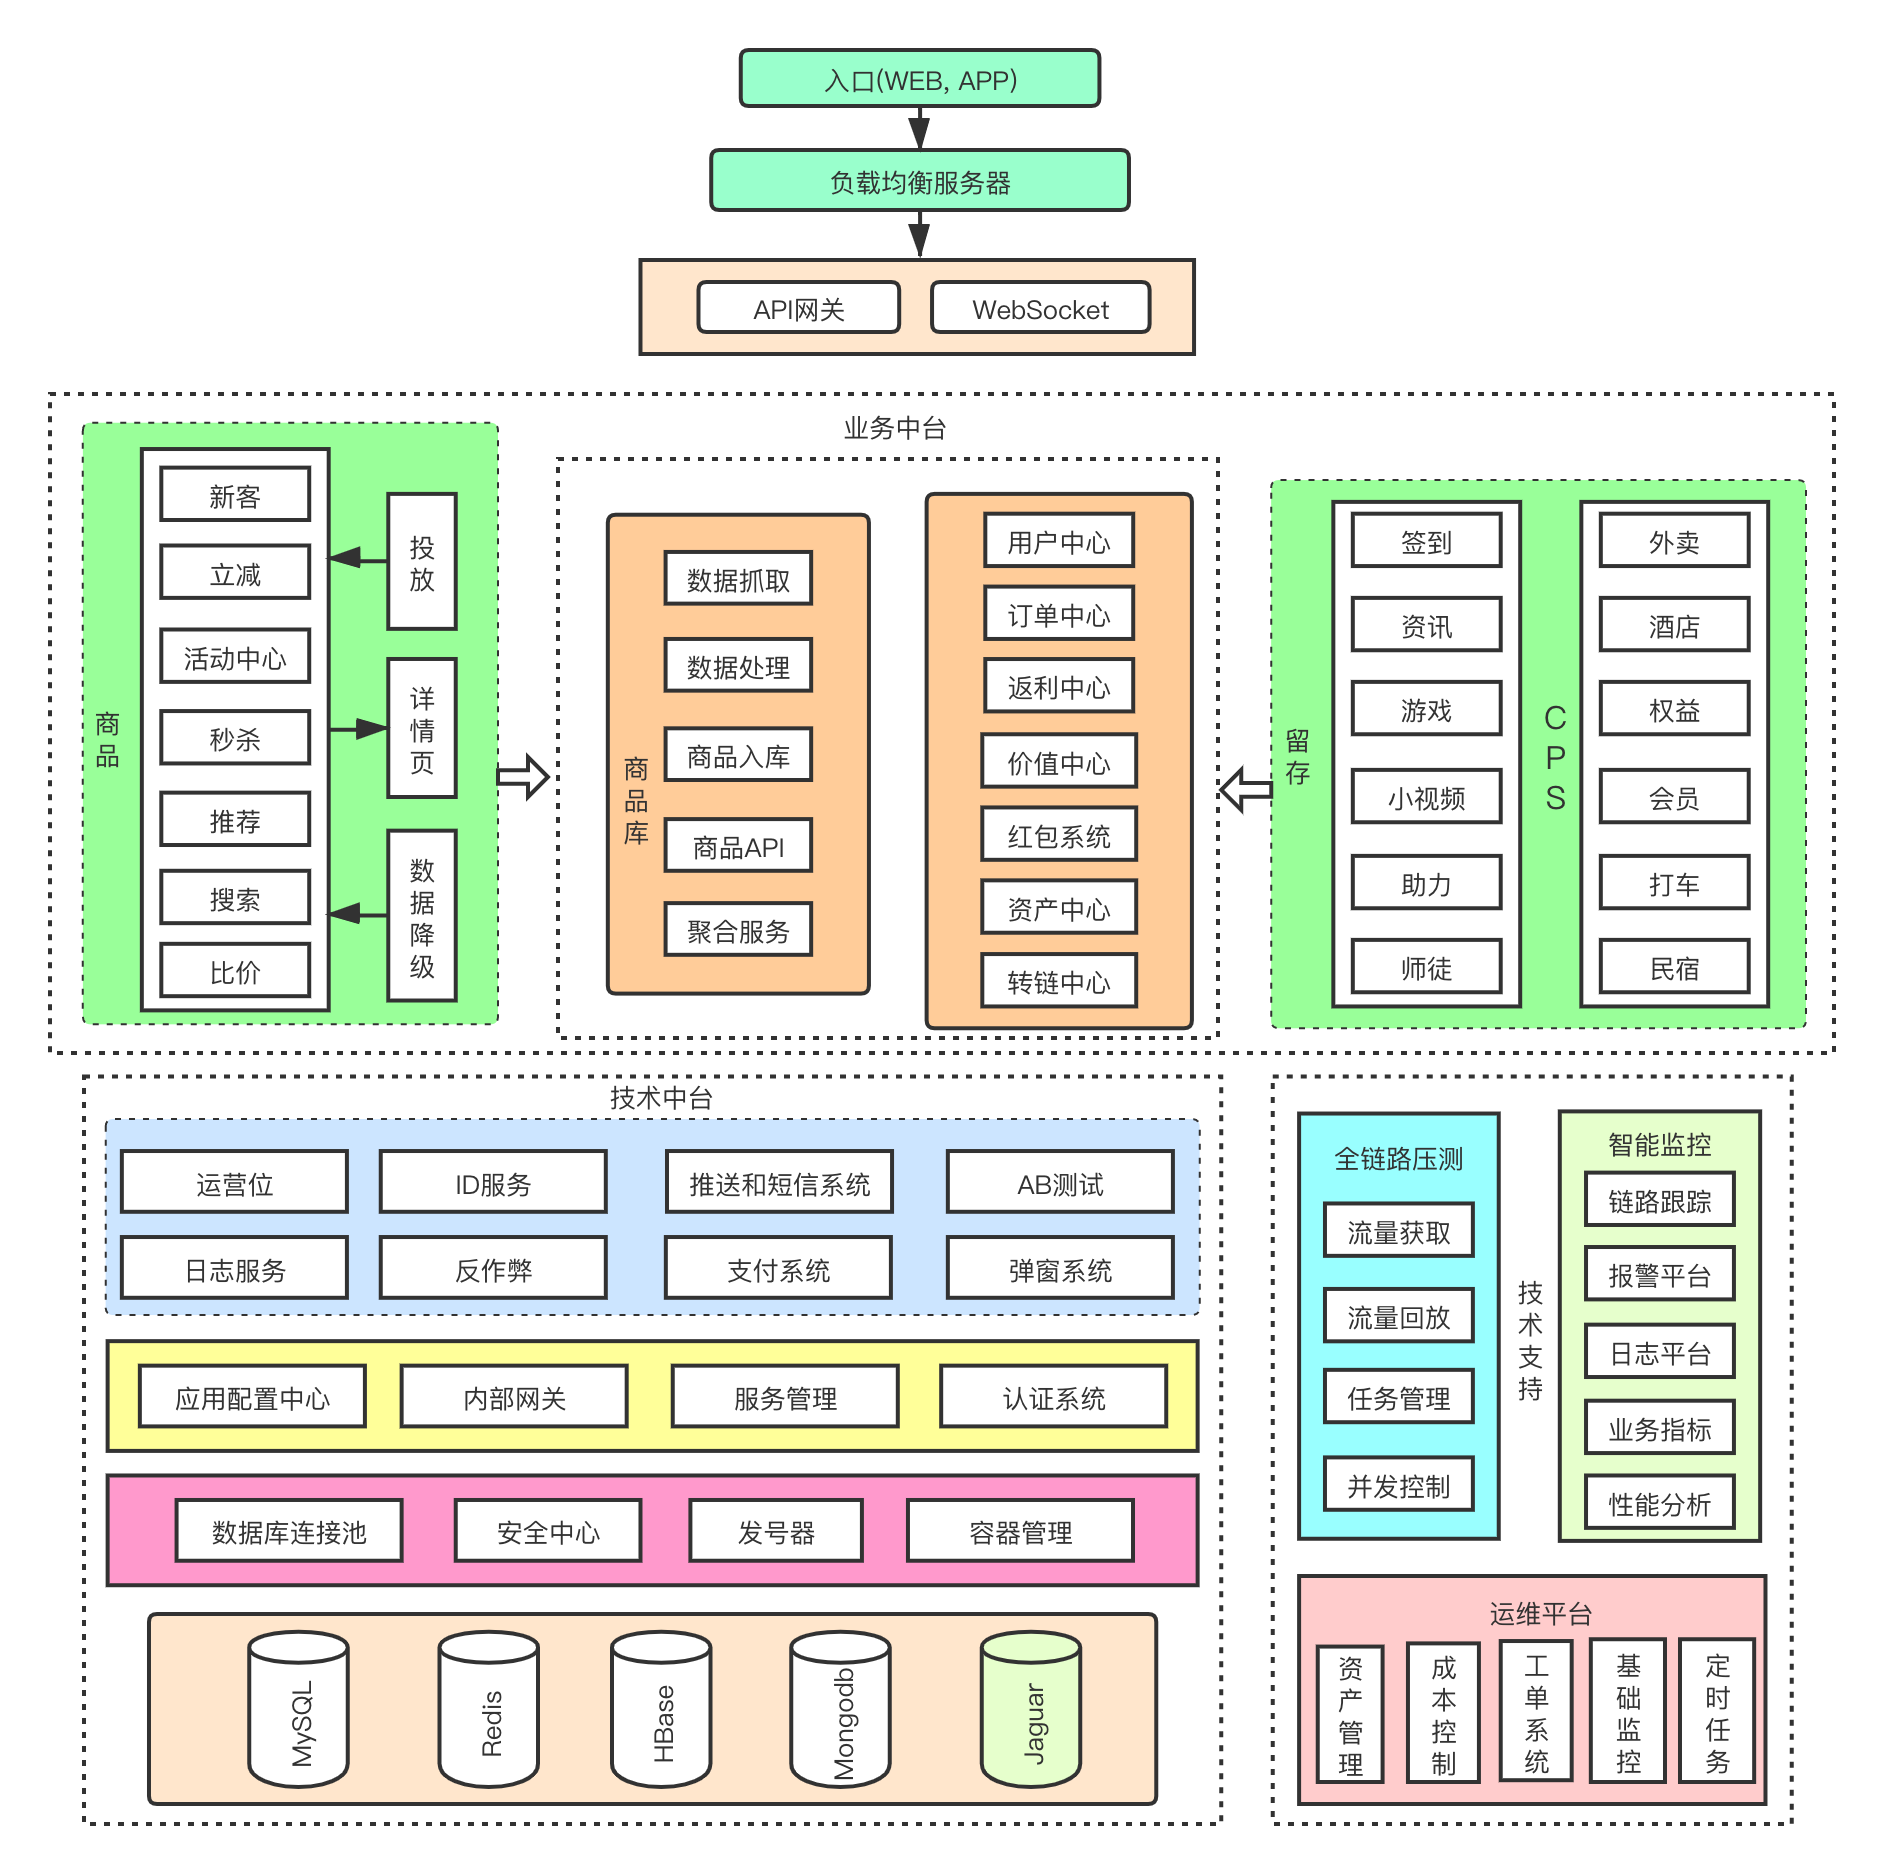 入口(WEB, APP)
负载均衡服务器
API网关
WebSocket
业务中台
商品
新客
立减
活动中心
秒杀
推荐
搜索
比价
投放
详情页
数据降级
商品库
数据抓取
数据处理
商品入库
商品API
聚合服务
用户中心
订单中心
返利中心
价值中心
红包系统
资产中心
转链中心
留存
签到
资讯
游戏
小视频
助力
师徒
CPS
外卖
酒店
权益
会员
打车
民宿
技术中台
运营位
ID服务
推送和短信系统
AB测试
日志服务
反作弊
支付系统
弹窗系统
应用配置中心
内部网关
服务管理
认证系统
数据库连接池
安全中心
发号器
容器管理
MySQL
Redis
HBase
Mongodb
Jaguar
全链路压测
流量获取
流量回放
任务管理
并发控制
技术支持
智能监控
链路跟踪
报警平台
日志平台
业务指标
性能分析
运维平台
资产管理
成本控制
工单系统
基础监控
定时任务